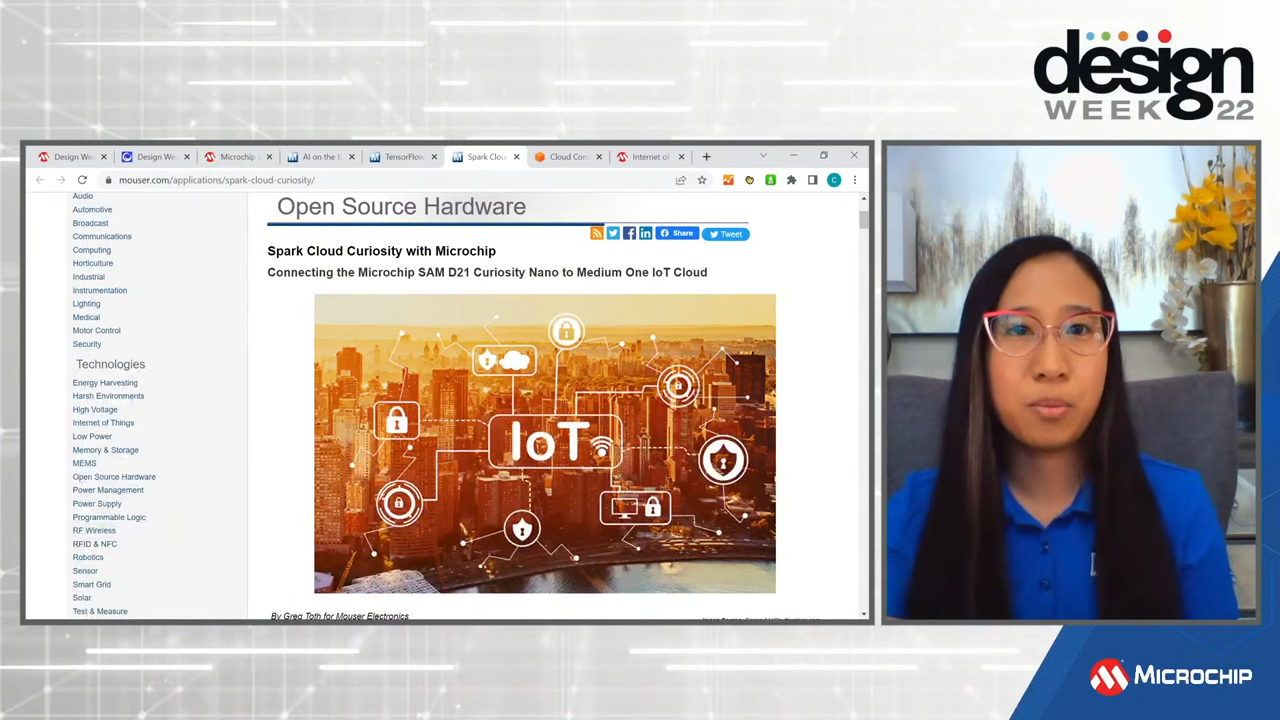 design
WEEK 22
Design Wee
Design Wee
Microchip
AI on the E
TensorFlow
Spark Clou
Cloud Con
Internet of
mouser.com/applications/spark-cloud-curiosity/
C
Audio
Automotive
Broadcast
Communications
Computing
Horticulture
Industrial
Instrumentation
Lighting
Medical
Motor Control
Security
Technologies
Energy Harvesting
Harsh Environments
High Voltage
Internet of Things
Low Power
Memory & Storage
MEMS
Open Source Hardware
Power Management
Power Supply
Programmable Logic
RF Wireless
RFID & NFC
Robotics
Sensor
Smart Grid
Solar
Test & Measure
Open Source Hardware
Share
Tweet
Spark Cloud Curiosity with Microchip
Connecting the Microchip SAM D21 Curiosity Nano to Medium One IoT Cloud
IoT
By Greg Toth for Mouser Electronics
MICROCHIP